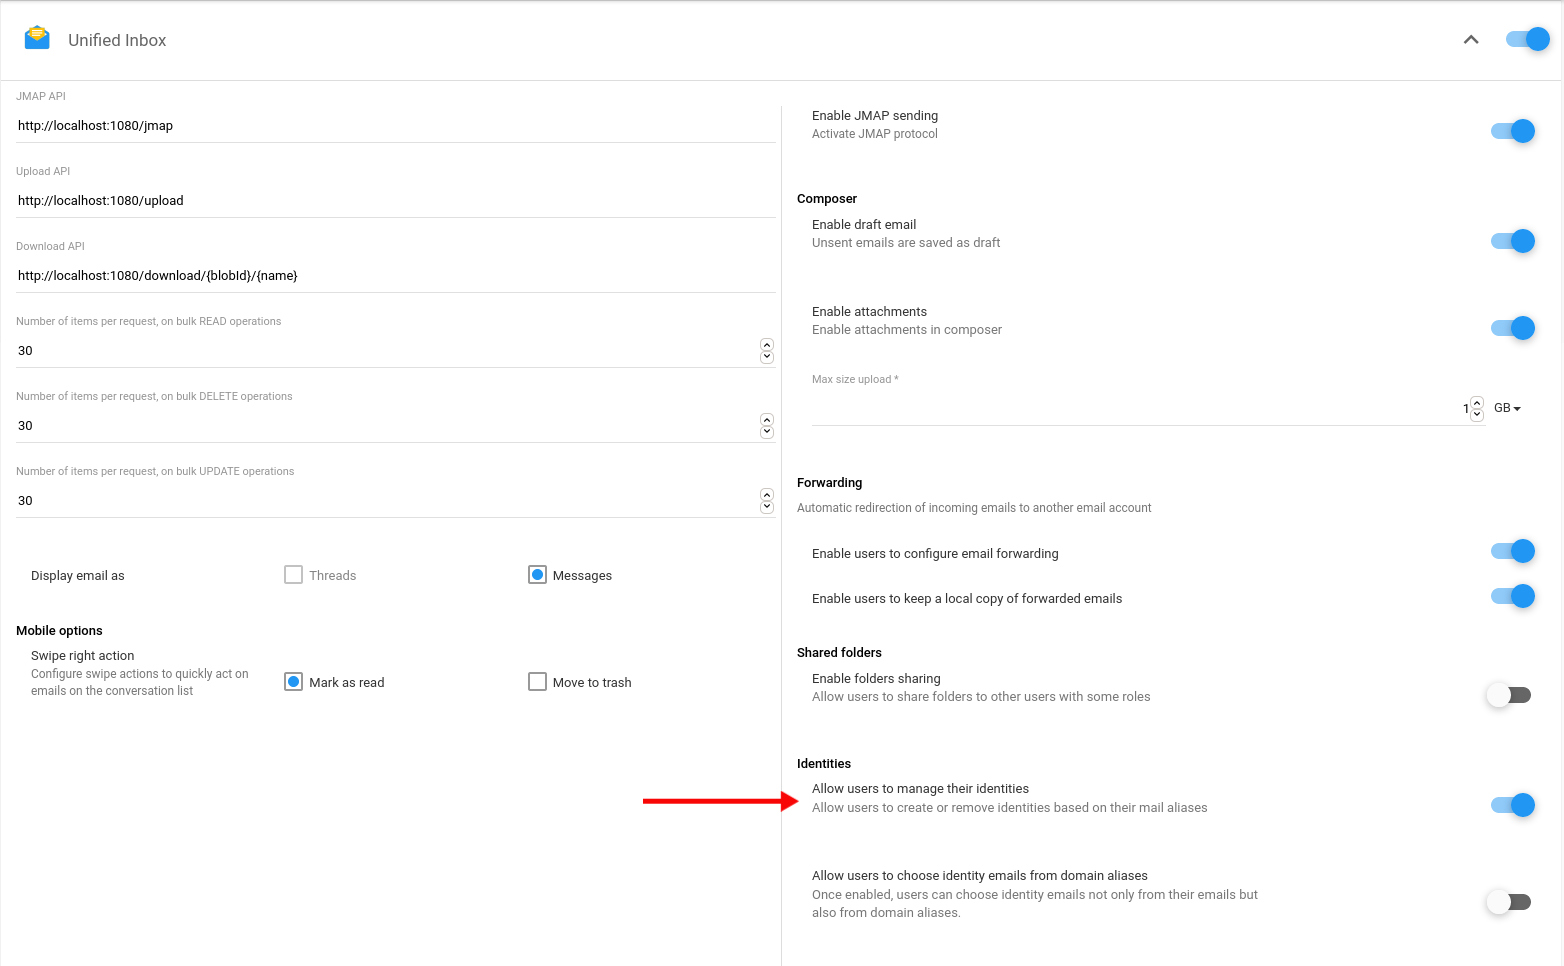 Unified Inbox
JMAP API
http://localhost:1080/jmap
Upload API
http://localhost:1080/upload
Download API
http://localhost:1080/download/{blobId}/{name}
Number of items per request, on bulk READ operations
30
Number of items per request, on bulk DELETE operations
30
Number of items per request, on bulk UPDATE operations
30
Display email as
Threads
Messages
Mobile options
Swipe right action
Configure swipe actions to quickly act on
emails on the conversation list
Mark as read
Move to trash
Enable JMAP sending
Activate JMAP protocol
Composer
Enable draft email
Unsent emails are saved as draft
Enable attachments
Enable attachments in composer
Max size upload *
1 GB
Forwarding
Automatic redirection of incoming emails to another email account
Enable users to configure email forwarding
Enable users to keep a local copy of forwarded emails
Shared folders
Enable folders sharing
Allow users to share folders to other users with some roles
Identities
Allow users to manage their identities
Allow users to create or remove identities based on their mail aliases
Allow users to choose identity emails from domain aliases
Once enabled, users can choose identity emails not only from their emails but
also from domain aliases.